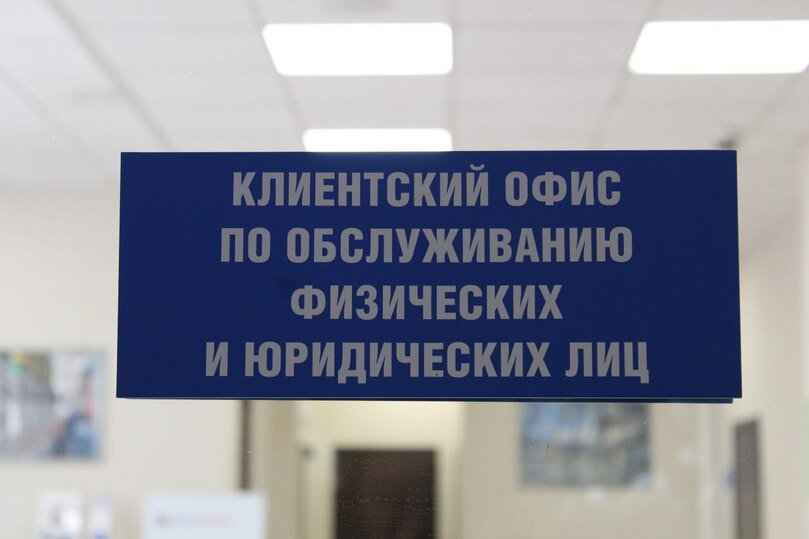 КЛИЕНТСКИЙ ОФИС
ПО ОБСЛУЖИВАНИЮ
ФИЗИЧЕСКИХ
И ЮРИДИЧЕСКИХ ЛИЦ